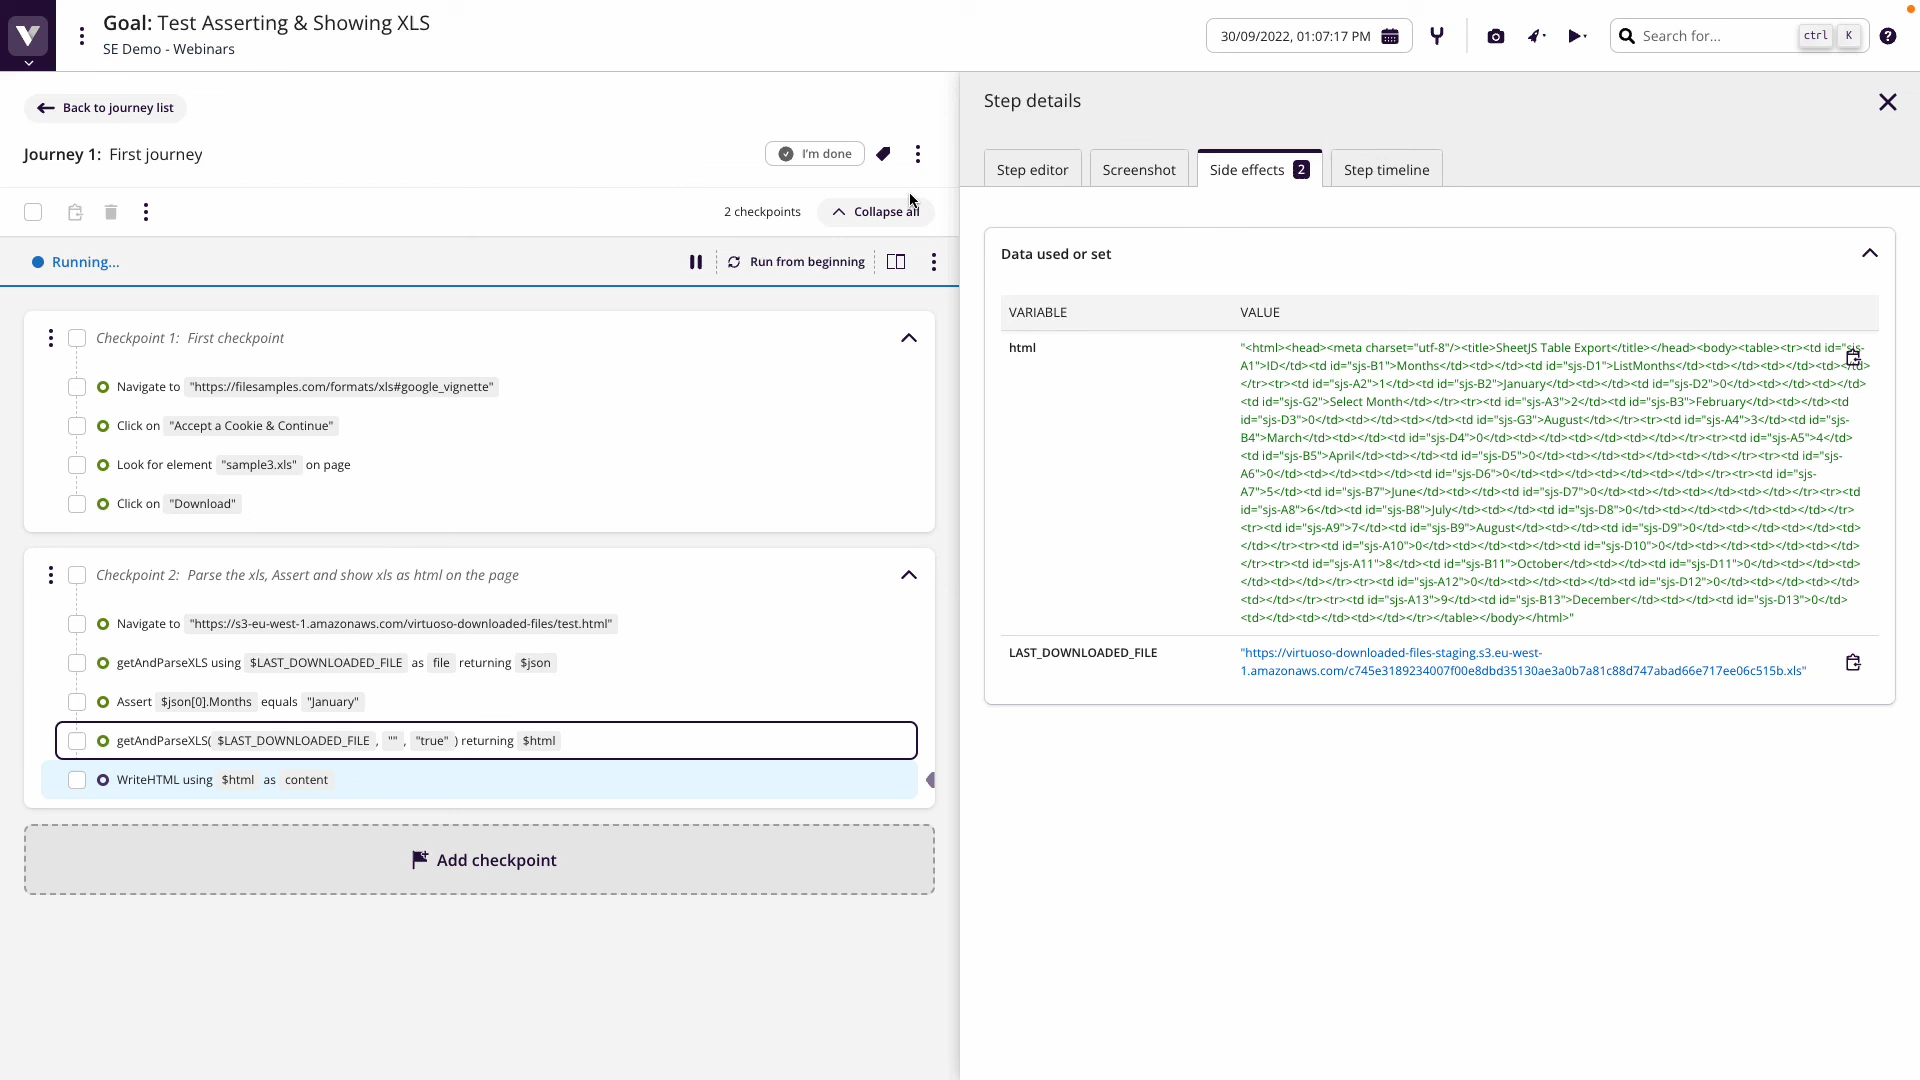 Goal: Test Asserting & Showing XLS
SE Demo - Webinars
30/09/2022, 01:07:17 PM
Search for...
ctrl
K
Back to journey list
Journey 1: First journey
I'm done
2 checkpoints
Collapse all
Running...
Run from beginning
Checkpoint 1: First checkpoint
Navigate to "https://filesamples.com/formats/xls#google_vignette"
Click on "Accept a Cookie & Continue"
Look for element "sample3.xls" on page
Click on "Download"
Checkpoint 2: Parse the xls, Assert and show xls as html on the page
Navigate to "https://s3-eu-west-1.amazonaws.com/virtuoso-downloaded-files/test.html"
getAndParseXLS using $LAST_DOWNLOADED_FILE as file returning $json
Assert $json[0].Months equals "January"
getAndParseXLS( $LAST_DOWNLOADED_FILE , "" , "true" ) returning $html
WriteHTML using $html as content
Add checkpoint
Step details
Step editor
Screenshot
Side effects 2
Step timeline
Data used or set
VARIABLE VALUE
html
"<html><head><meta charset="utf-8"/><title>SheetJS Table Export</title></head><body><table><tr><td id="sjs-
A1">ID</td><td id="sjs-B1">Months</td><td></td><td id="sjs-D1">ListMonths</td><td></td><td></td><td></td>
</tr><tr><td id="sjs-A2">1</td><td id="sjs-B2">January</td><td></td><td id="sjs-D2">0</td><td></td><td></td>
<td id="sjs-G2">Select Month</td></tr><tr><td id="sjs-A3">2</td><td id="sjs-B3">February</td><td></td><td
id="sjs-D3">0</td><td></td><td></td><td id="sjs-G3">August</td></tr><tr><td id="sjs-A4">3</td><td id="sjs-
B4">March</td><td></td><td id="sjs-D4">0</td><td></td><td></td><td></td></tr><tr><td id="sjs-A5">4</td>
<td id="sjs-B5">April</td><td></td><td id="sjs-D5">0</td><td></td><td></td><td></td></tr><tr><td id="sjs-
A6">0</td><td></td><td></td><td id="sjs-D6">0</td><td></td><td></td><td></td></tr><tr><td id="sjs-
A7">5</td><td id="sjs-B7">June</td><td></td><td id="sjs-D7">0</td><td></td><td></td><td></td></tr><tr><td
id="sjs-A8">6</td><td id="sjs-B8">July</td><td></td><td id="sjs-D8">0</td><td></td><td></td><td></td></tr>
<tr><td id="sjs-A9">7</td><td id="sjs-B9">August</td><td></td><td id="sjs-D9">0</td><td></td><td></td><td>
</td></tr><tr><td id="sjs-A10">0</td><td></td><td></td><td id="sjs-D10">0</td><td></td><td></td><td></td>
</tr><tr><td id="sjs-A11">8</td><td id="sjs-B11">October</td><td></td><td id="sjs-D11">0</td><td></td><td>
</td><td></td></tr><tr><td id="sjs-A12">0</td><td></td><td></td><td id="sjs-D12">0</td><td></td><td></td>
<td></td></tr><tr><td id="sjs-A13">9</td><td id="sjs-B13">December</td><td></td><td id="sjs-D13">0</td>
<td></td><td></td><td></td></tr></table></body></html>"
LAST_DOWNLOADED_FILE
"https://virtuoso-downloaded-files-staging.s3.eu-west-
1.amazonaws.com/c745e3189234007f00e8dbd35130ae3a0b7a81c88d747abad66e717ee06c515b.xls"